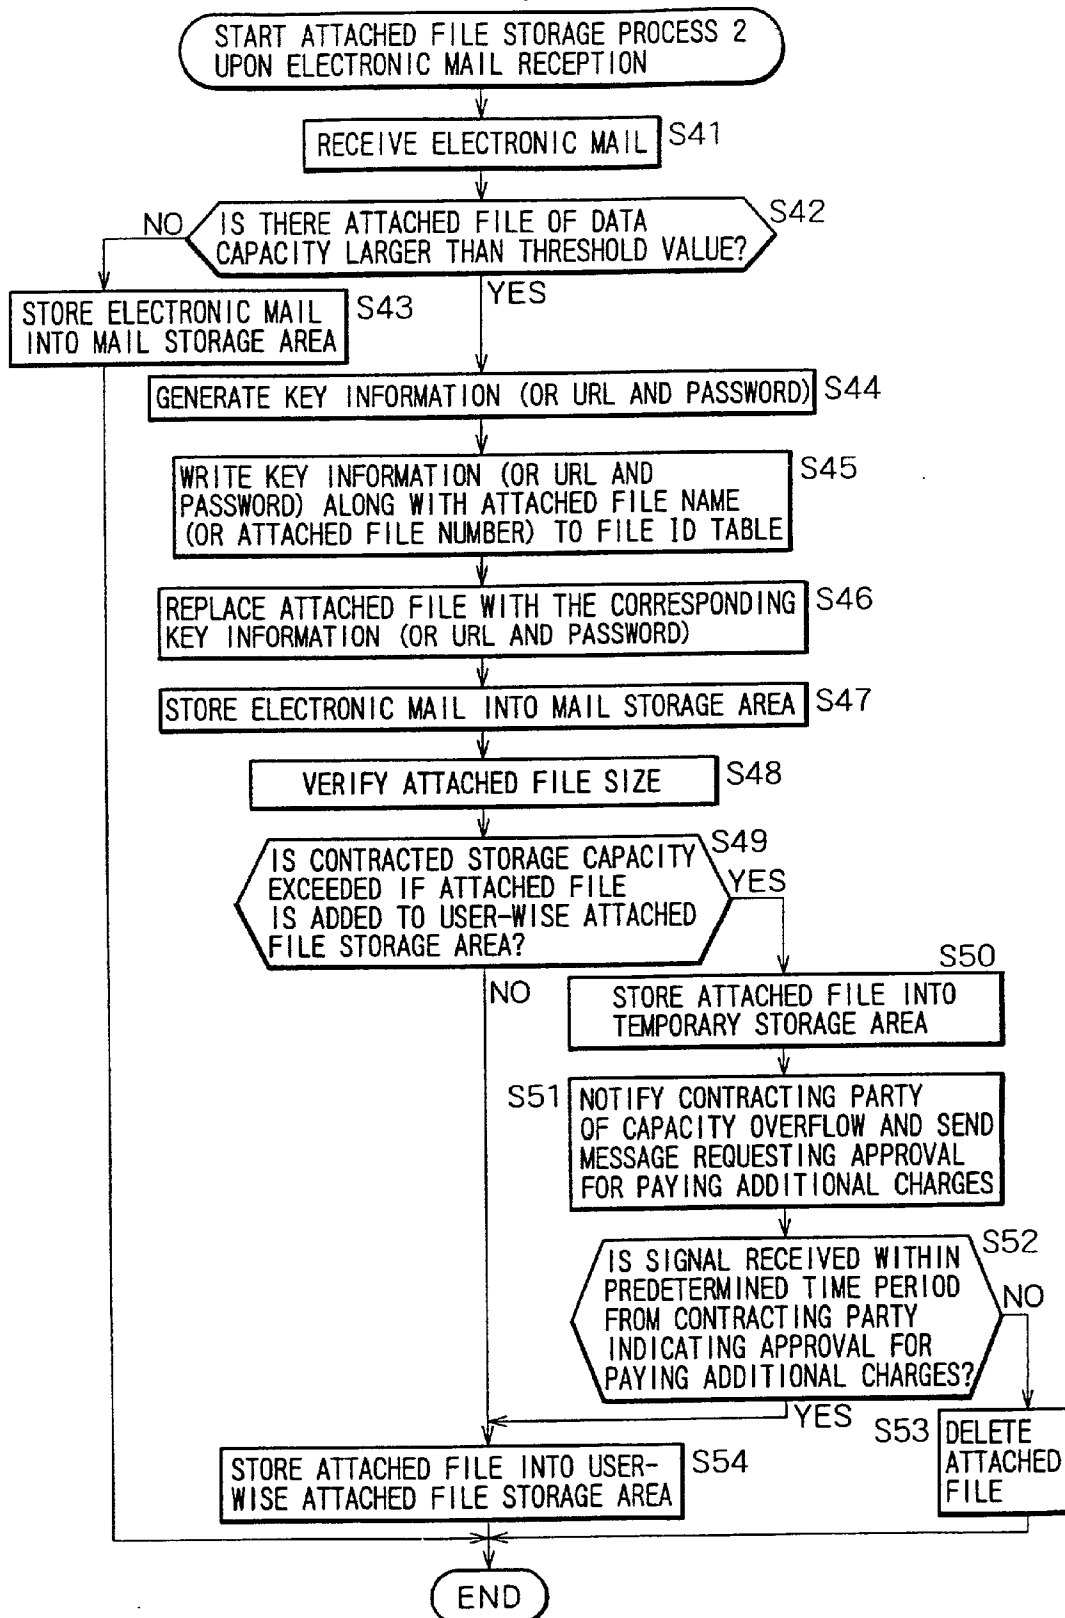 START ATTACHED FILE STORAGE PROCESS 2
UPON ELECTRONIC MAIL RECEPTION
RECEIVE ELECTRONIC MAIL
S41
NO
IS THERE ATTACHED FILE OF DATA
CAPACITY LARGER THAN THRESHOLD VALUE?
S42
YES
STORE ELECTRONIC MAIL
INTO MAIL STORAGE AREA
S43
GENERATE KEY INFORMATION (OR URL AND PASSWORD)
S44
WRITE KEY INFORMATION (OR URL AND
PASSWORD) ALONG WITH ATTACHED FILE NAME
(OR ATTACHED FILE NUMBER) TO FILE ID TABLE
S45
REPLACE ATTACHED FILE WITH THE CORRESPONDING
KEY INFORMATION (OR URL AND PASSWORD)
S46
STORE ELECTRONIC MAIL INTO MAIL STORAGE AREA
S47
VERIFY ATTACHED FILE SIZE
S48
IS CONTRACTED STORAGE CAPACITY
EXCEEDED IF ATTACHED FILE
IS ADDED TO USER-WISE ATTACHED
FILE STORAGE AREA?
S49
YES
NO
S50
STORE ATTACHED FILE INTO
TEMPORARY STORAGE AREA
S51
NOTIFY CONTRACTING PARTY
OF CAPACITY OVERFLOW AND SEND
MESSAGE REQUESTING APPROVAL
FOR PAYING ADDITIONAL CHARGES
IS SIGNAL RECEIVED WITHIN
PREDETERMINED TIME PERIOD
FROM CONTRACTING PARTY
INDICATING APPROVAL FOR
PAYING ADDITIONAL CHARGES?
S52
NO
YES
S53
DELETE
ATTACHED
FILE
STORE ATTACHED FILE INTO USER-
WISE ATTACHED FILE STORAGE AREA
S54
END